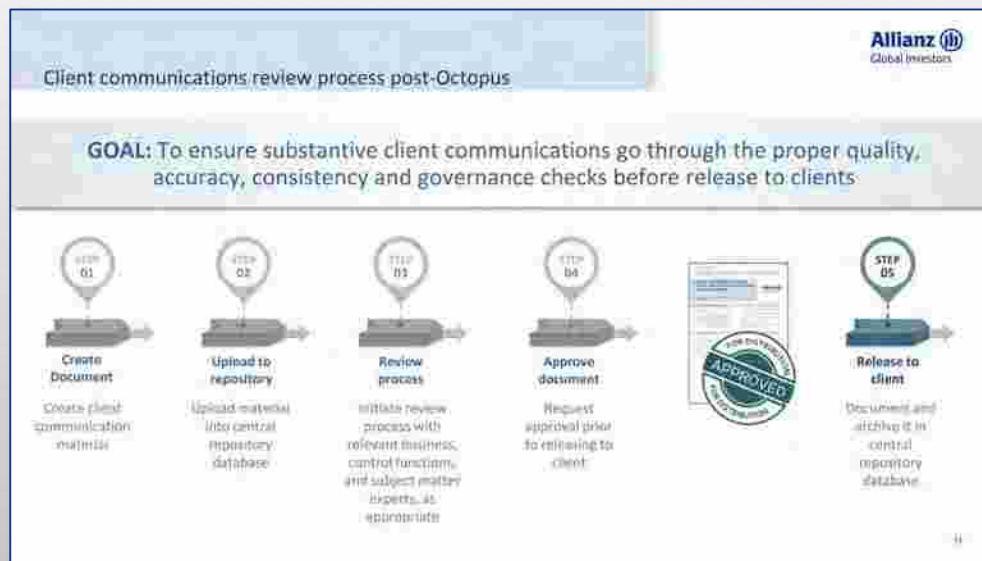 Allianz
Global Investors
Client communications review process post-Octopus
GOAL: To ensure substantive client communications go through the proper quality,
accuracy, consistency and governance checks before release to clients
STEP
01
Create
Document
Create client
communication
material
STEP
02
Upload to
repository
Upload material
into central
repository
database
STEP
03
Review
process
Initiate review
process with
relevant business,
control functions,
and subject matter
experts, as
appropriate
STEP
04
Approve
document
Request
approval prior
to releasing to
client
FOR DISTRIBUTION
APPROVED
FOR DISTRIBUTION
STEP
05
Release to
client
Document and
archive it in
central
repository
database